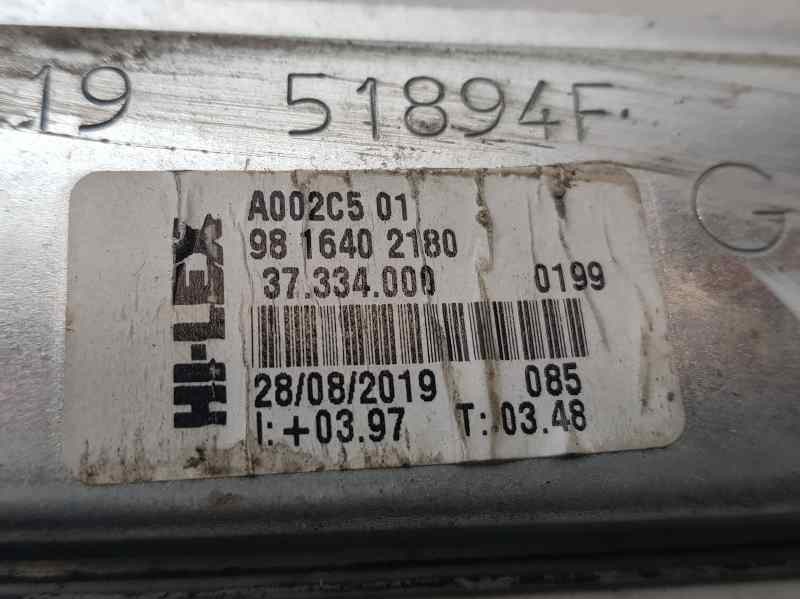 19 51894F
G
HI-LEX
A002C5 01
98 1640 2180
37.334.000 0199
28/08/2019 085
I: +03.97 T: 03.48